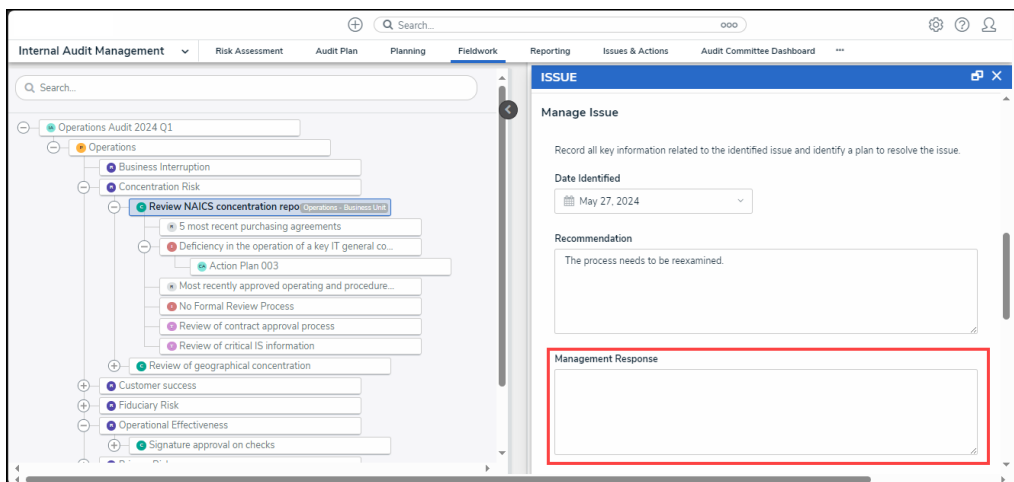 Search...
Internal Audit Management
Risk Assessment
Audit Plan
Planning
Fieldwork
Reporting
Issues & Actions
Audit Committee Dashboard
Search...
Operations Audit 2024 Q1
Operations
Business Interruption
Concentration Risk
Review NAICS concentration repo
Operations - Business Unit
5 most recent purchasing agreements
Deficiency in the operation of a key IT general co...
Action Plan 003
Most recently approved operating and procedure...
No Formal Review Process
Review of contract approval process
Review of critical IS information
Review of geographical concentration
Customer success
Fiduciary Risk
Operational Effectiveness
Signature approval on checks
ISSUE
Manage Issue
Record all key information related to the identified issue and identify a plan to resolve the issue.
Date Identified
May 27, 2024
Recommendation
The process needs to be reexamined.
Management Response